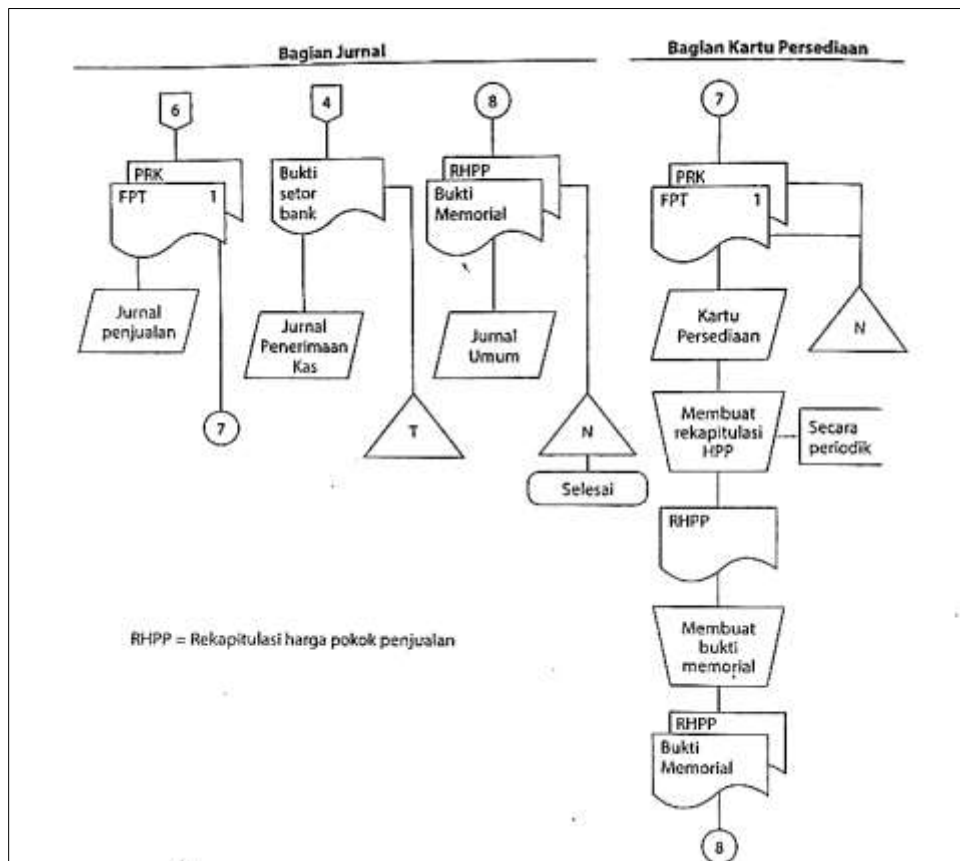 Bagian Jurnal
6
PRK
FPT 1
Jurnal
penjualan
7
4
Bukti
setor
bank
Jurnal
Penerimaan
Kas
T
8
RHPP
Bukti
Memorial
Jurnal
Umum
N
Selesai
RHPP = Rekapitulasi harga pokok penjualan
Bagian Kartu Persediaan
7
PRK
FPT 1
Kartu
Persediaan
N
Membuat
rekapitulasi
HPP
Secara
periodik
RHPP
Membuat
bukti
memorial
RHPP
Bukti
Memorial
8